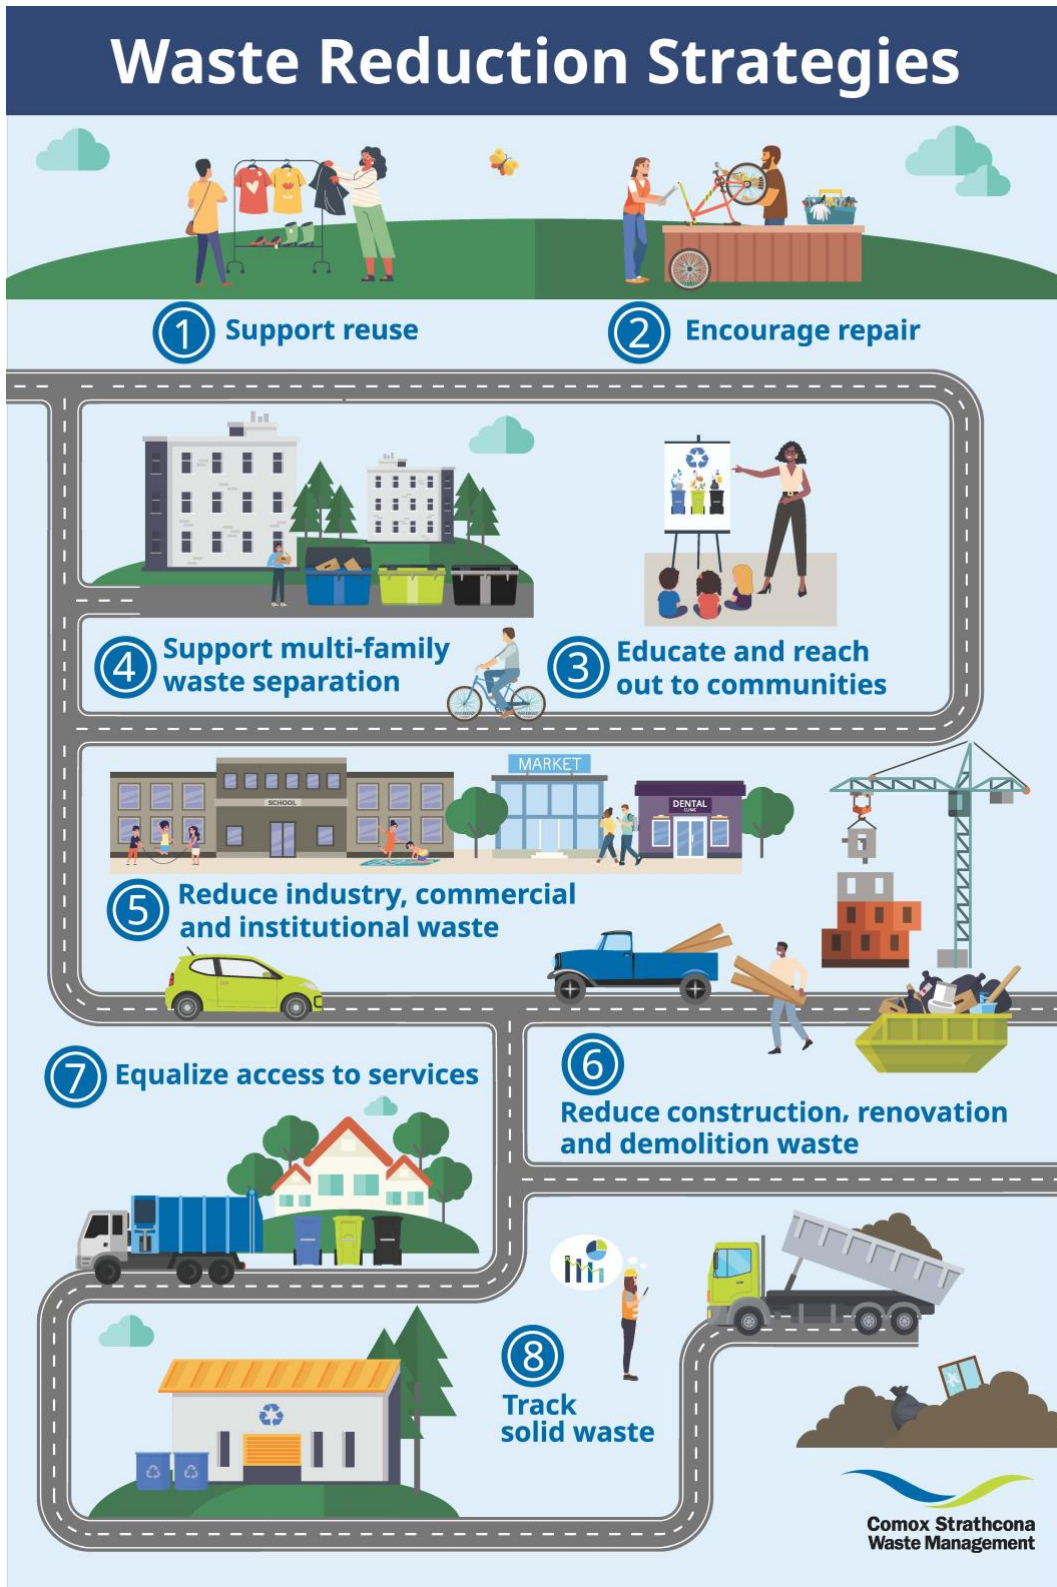 Waste Reduction Strategies
1 Support reuse
2 Encourage repair
4 Support multi-family
waste separation
3 Educate and reach
out to communities
MARKET
SCHOOL
DENTAL
CLINIC
5 Reduce industry, commercial
and institutional waste
7 Equalize access to services
6
Reduce construction, renovation
and demolition waste
8
Track
solid waste
Comox Strathcona
Waste Management